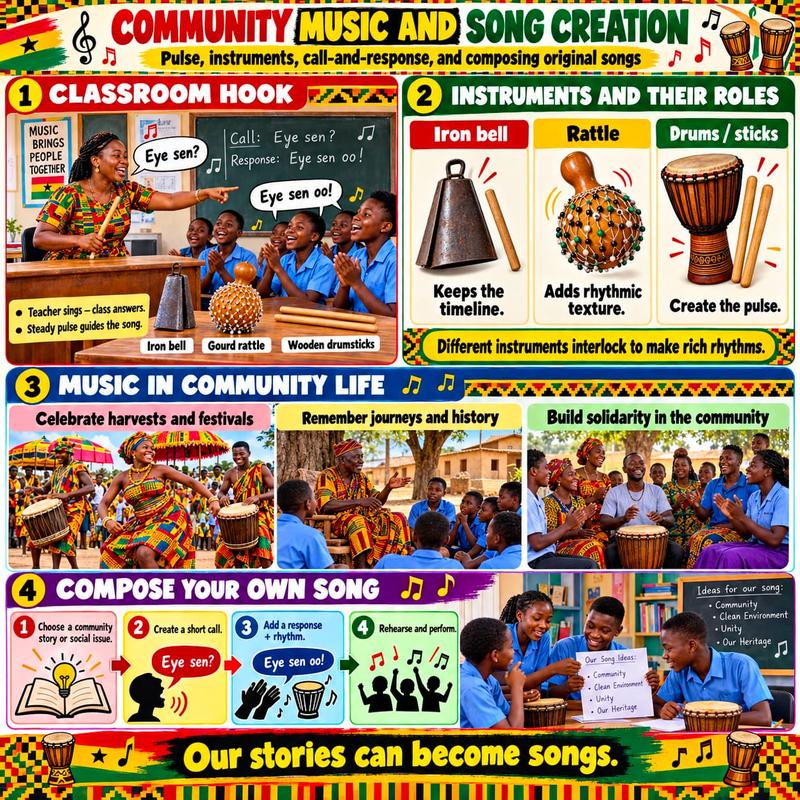 COMMUNITY MUSIC AND SONG CREATION
Pulse, instruments, call-and-response, and composing original songs
1 CLASSROOM HOOK
MUSIC
BRINGS
PEOPLE
TOGETHER
Eye sen?
Call: Eye sen?
Response: Eye sen oo!
Eye sen oo!
• Teacher sings – class answers.
• Steady pulse guides the song.
Iron bell
Gourd rattle
Wooden drumsticks
2 INSTRUMENTS AND THEIR ROLES
Iron bell
Keeps the
timeline.
Rattle
Adds rhythmic
texture.
Drums / sticks
Create the pulse.
Different instruments interlock to make rich rhythms.
3 MUSIC IN COMMUNITY LIFE
Celebrate harvests and festivals
Remember journeys and history
Build solidarity in the community
4 COMPOSE YOUR OWN SONG
1 Choose a community
story or social issue.
2 Create a short call.
Eye sen?
3 Add a response
+ rhythm.
Eye sen oo!
4 Rehearse and perform.
Our Song Ideas:
• Community
• Clean Environment
• Unity
• Our Heritage
Ideas for our song:
• Community
• Clean Environment
• Unity
• Our Heritage
Our stories can become songs.